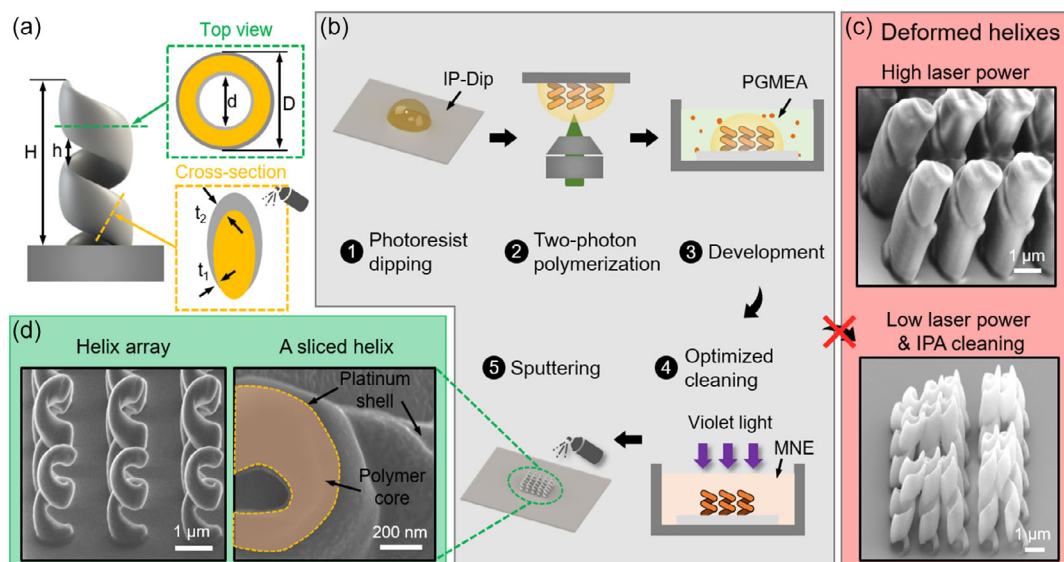 (a)
Top view
d
D
H
h
Cross-section
t2
t1
(b)
IP-Dip
PGMEA
1 Photoresist
dipping
2 Two-photon
polymerization
3 Development
5 Sputtering
4 Optimized
cleaning
Violet light
MNE
(c)
Deformed helixes
High laser power
1 µm
Low laser power
& IPA cleaning
1 µm
(d)
Helix array
1 µm
A sliced helix
Platinum
shell
Polymer
core
200 nm